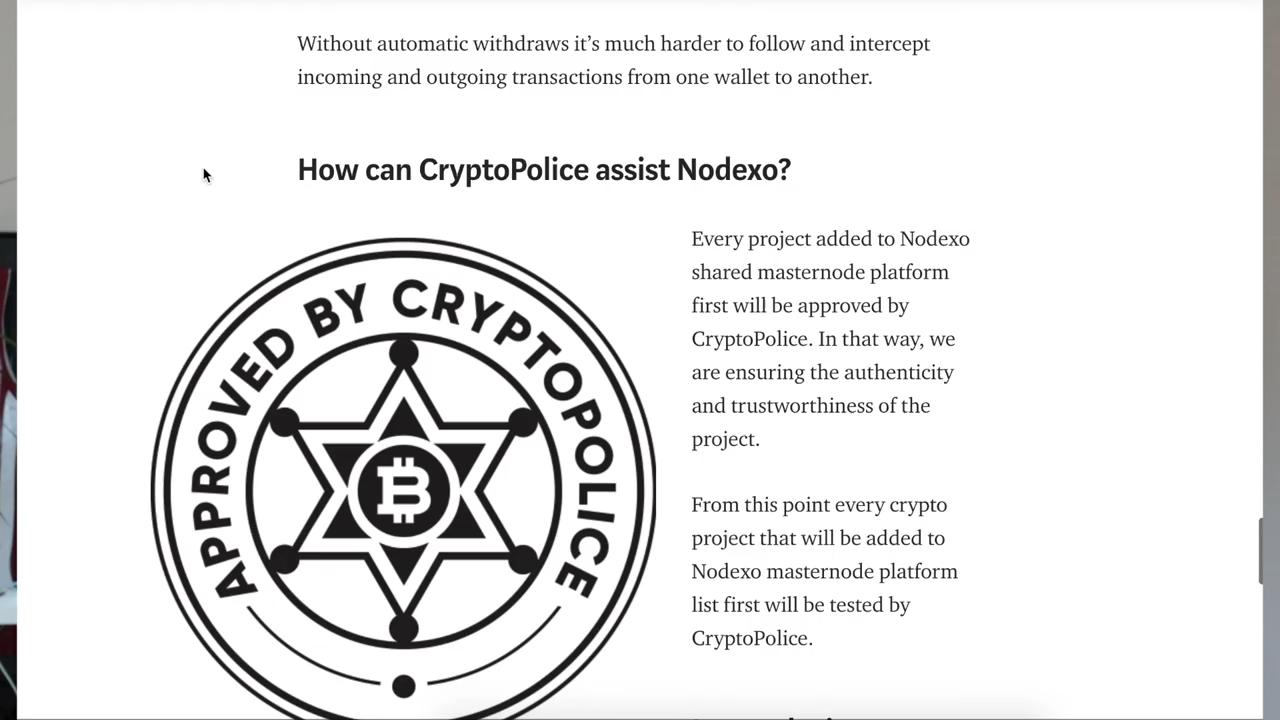 Without automatic withdraws it’s much harder to follow and intercept
incoming and outgoing transactions from one wallet to another.
How can CryptoPolice assist Nodexo?
APPROVED BY CRYPTOPOLICE
Every project added to Nodexo
shared masternode platform
first will be approved by
CryptoPolice. In that way, we
are ensuring the authenticity
and trustworthiness of the
project.
From this point every crypto
project that will be added to
Nodexo masternode platform
list first will be tested by
CryptoPolice.